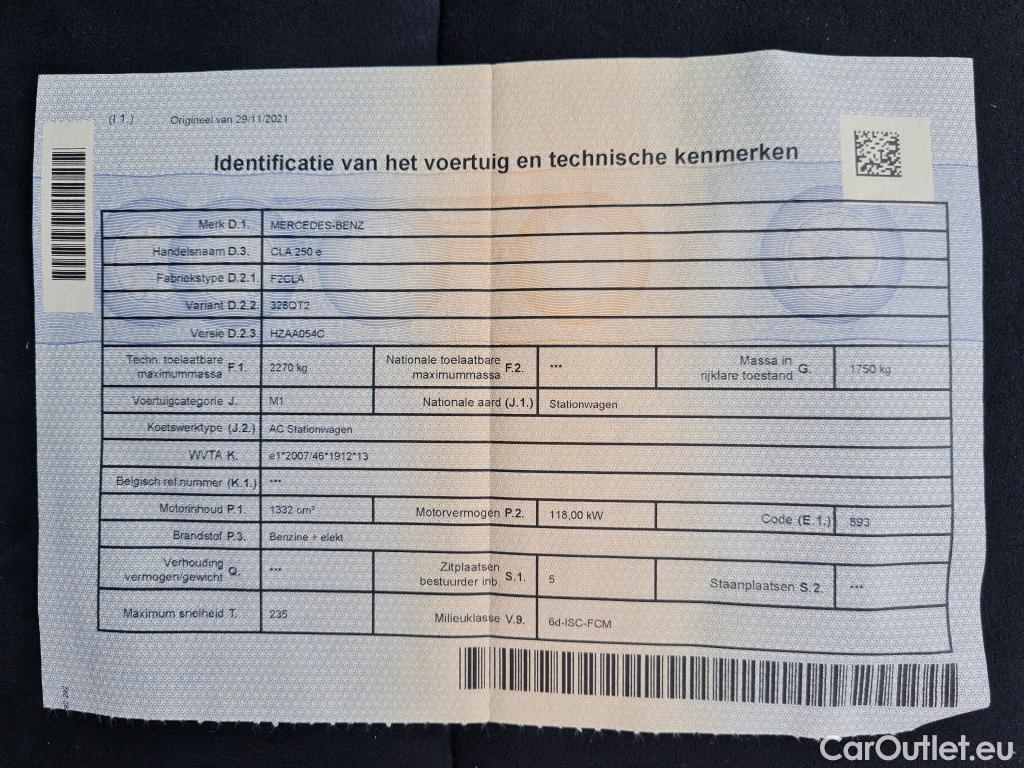 (I.1.) Origineel van 29/11/2021
Identificatie van het voertuig en technische kenmerken
Merk D.1. MERCEDES-BENZ
Handelsnaam D.3. CLA 250 e
Fabriekstype D.2.1. F2CLA
Variant D.2.2. 328QT2
Versie D.2.3. HZAA054C
Techn. toelaatbare maximummassa F.1. 2270 kg Nationale toelaatbare maximummassa F.2. *** Massa in rijklare toestand G. 1750 kg
Voertuigcategorie J. M1 Nationale aard (J.1.) Stationwagen
Koetswerktype (J.2.) AC Stationwagen
WVTA K. e1*2007/46*1912*13
Belgisch ref.nummer (K.1.) ***
Motorinhoud P.1. 1332 cm³ Motorvermogen P.2. 118,00 kW Code (E.1.) 893
Brandstof P.3. Benzine + elekt
Verhouding vermogen/gewicht Q. *** Zitplaatsen bestuurder inb. S.1. 5 Staanplaatsen S.2. ***
Maximum snelheid T. 235 Milieuklasse V.9. 6d-ISC-FCM
CarOutlet.eu